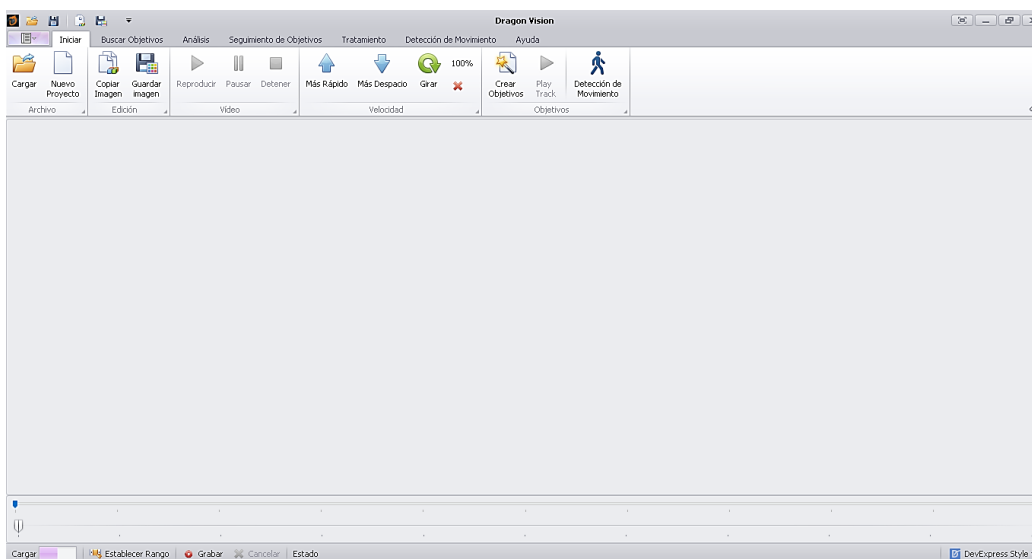 Dragon Vision
Iniciar Buscar Objetivos Análisis Seguimiento de Objetivos Tratamiento Detección de Movimiento Ayuda
Cargar Nuevo Proyecto Copiar Imagen Guardar imagen Reproducir Pausar Detener Más Rápido Más Despacio Girar 100% Crear Objetivos Play Track Detección de Movimiento
Archivo Edición Vídeo Velocidad Objetivos
Cargar Establecer Rango Grabar Cancelar Estado DevExpress Style